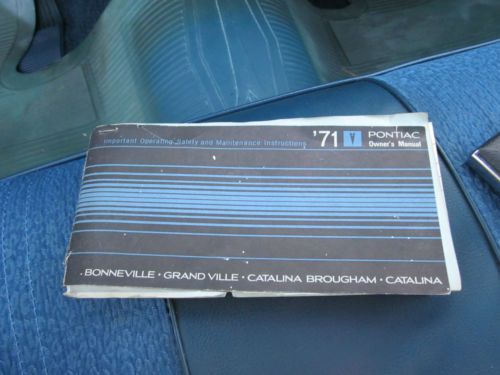 Important Operating Safety and Maintenance Instructions '71 PONTIAC
Owner's Manual
BONNEVILLE • GRAND VILLE • CATALINA BROUGHAM • CATALINA